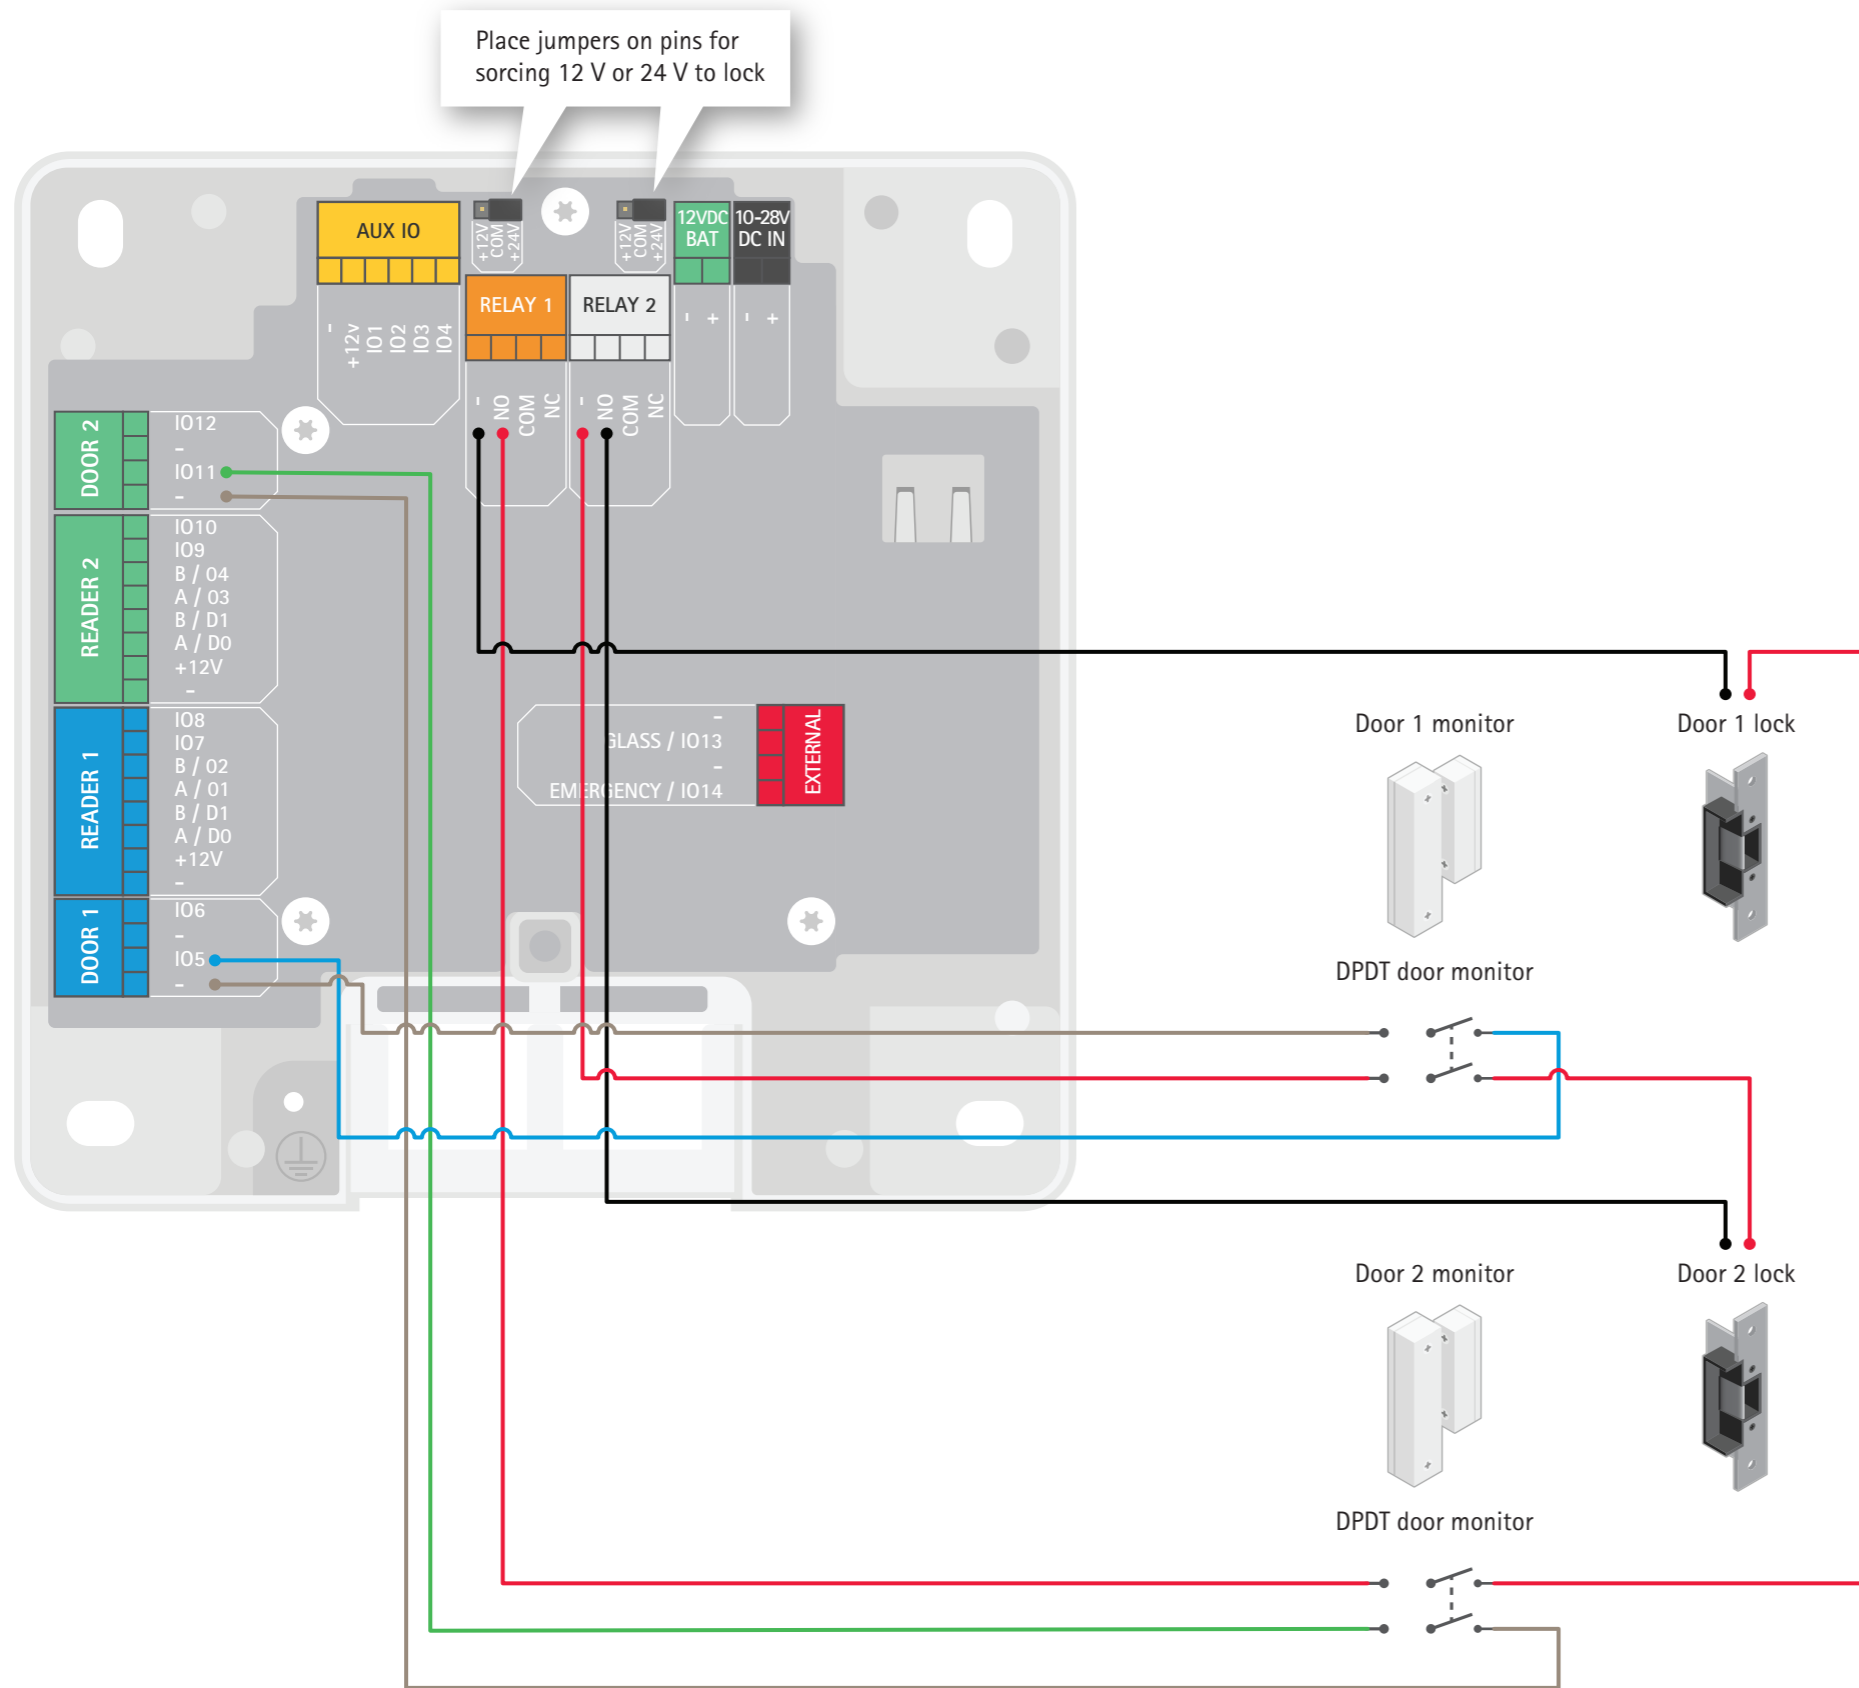 Place jumpers on pins for
sorcing 12 V or 24 V to lock
AUX IO
-
+12v
IO1
IO2
IO3
IO4
+12V
COM
+24V
+12V
COM
+24V
RELAY 1
-
NO
COM
NC
RELAY 2
-
NO
COM
NC
12VDC
BAT
- +
10-28V
DC IN
- +
DOOR 2
IO12
-
IO11
-
READER 2
IO10
IO9
B / O4
A / O3
B / D1
A / D0
+12V
-
READER 1
IO8
IO7
B / O2
A / O1
B / D1
A / D0
+12V
-
DOOR 1
IO6
-
IO5
-
-
GLASS / IO13
-
EMERGENCY / IO14
EXTERNAL
Door 1 monitor
Door 1 lock
DPDT door monitor
Door 2 monitor
Door 2 lock
DPDT door monitor